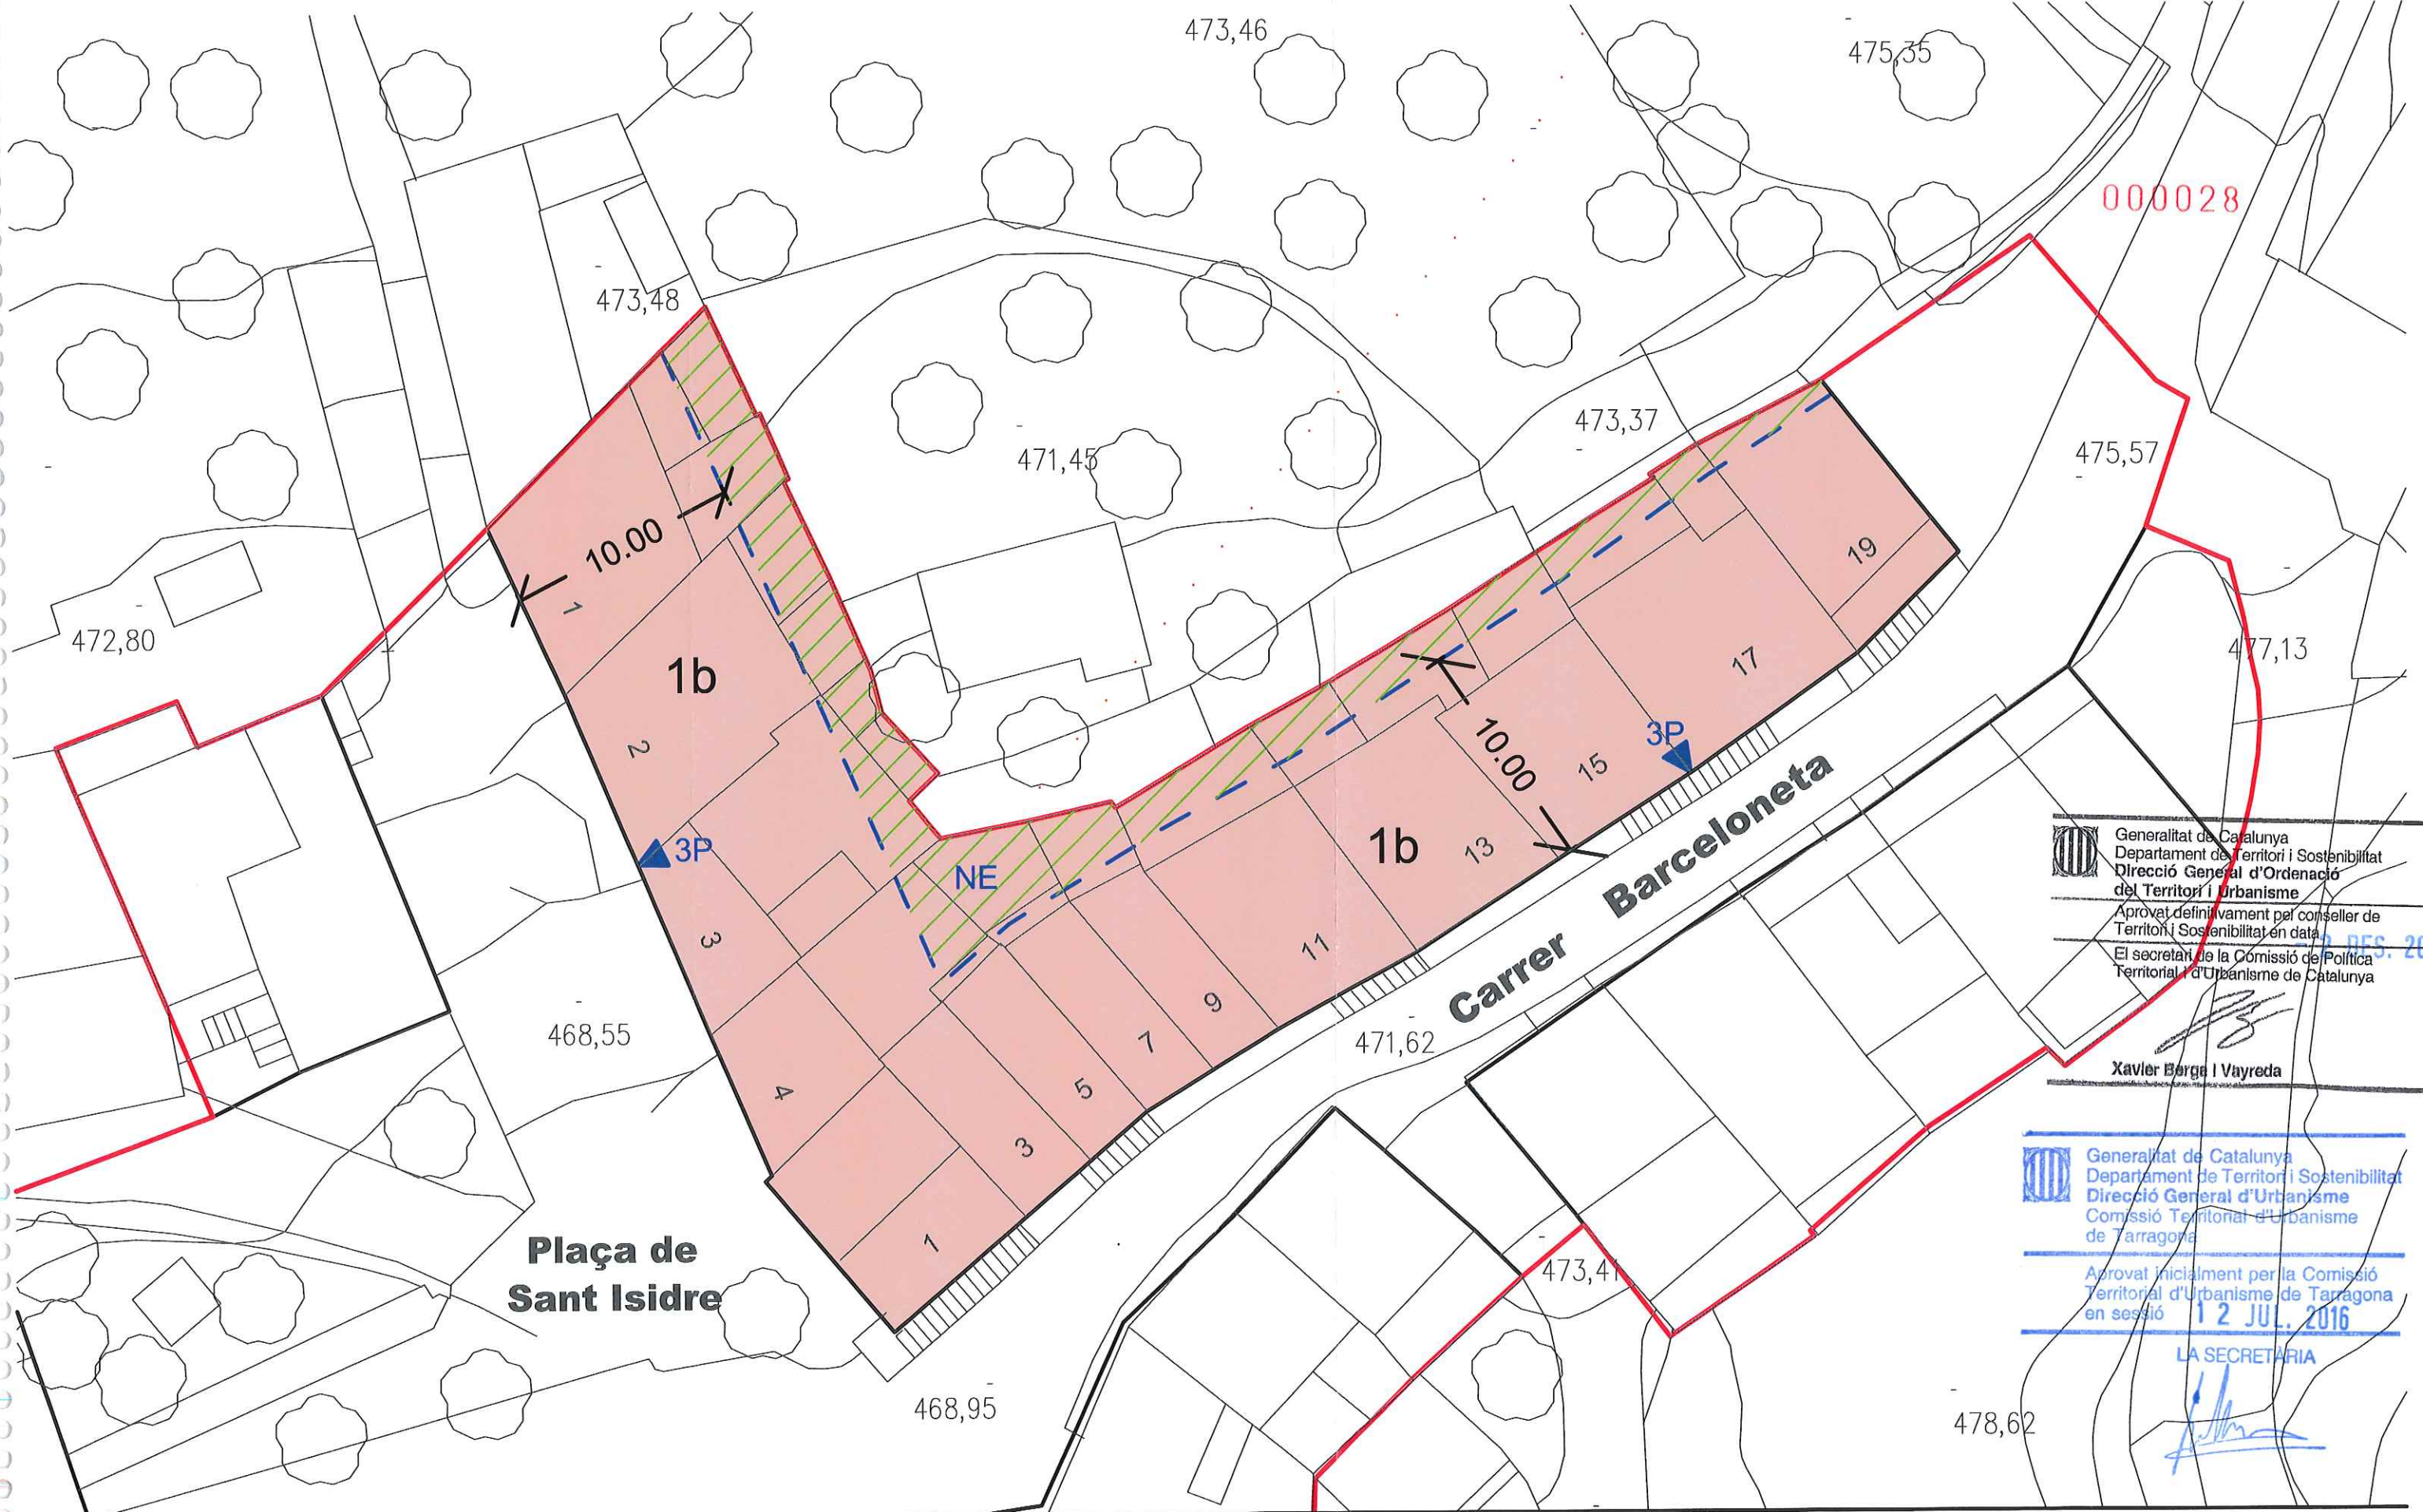 473,46
475,35
000028
473,48
473,37
471,45
475,57
10.00
1
19
472,80
1b
17
477,13
2
3P
10.00
15
3P
1b
13
NE
Carrer Barceloneta
3
11
9
7
468,55
471,62
4
5
3
1
Plaça de
Sant Isidre
473,41
468,95
478,62
Generalitat de Catalunya
Departament de Territori i Sostenibilitat
Direcció General d'Ordenació
del Territori i Urbanisme
Aprovat definitivament pel conseller de
Territori i Sostenibilitat en data
DES. 20
El secretari de la Comissió de Política
Territorial i d'Urbanisme de Catalunya
Xavier Berga i Vayreda
Generalitat de Catalunya
Departament de Territori i Sostenibilitat
Direcció General d'Urbanisme
Comissió Territorial d'Urbanisme
de Tarragona
Aprovat inicialment per la Comissió
Territorial d'Urbanisme de Tarragona
en sessió 12 JUL. 2016
LA SECRETÀRIA